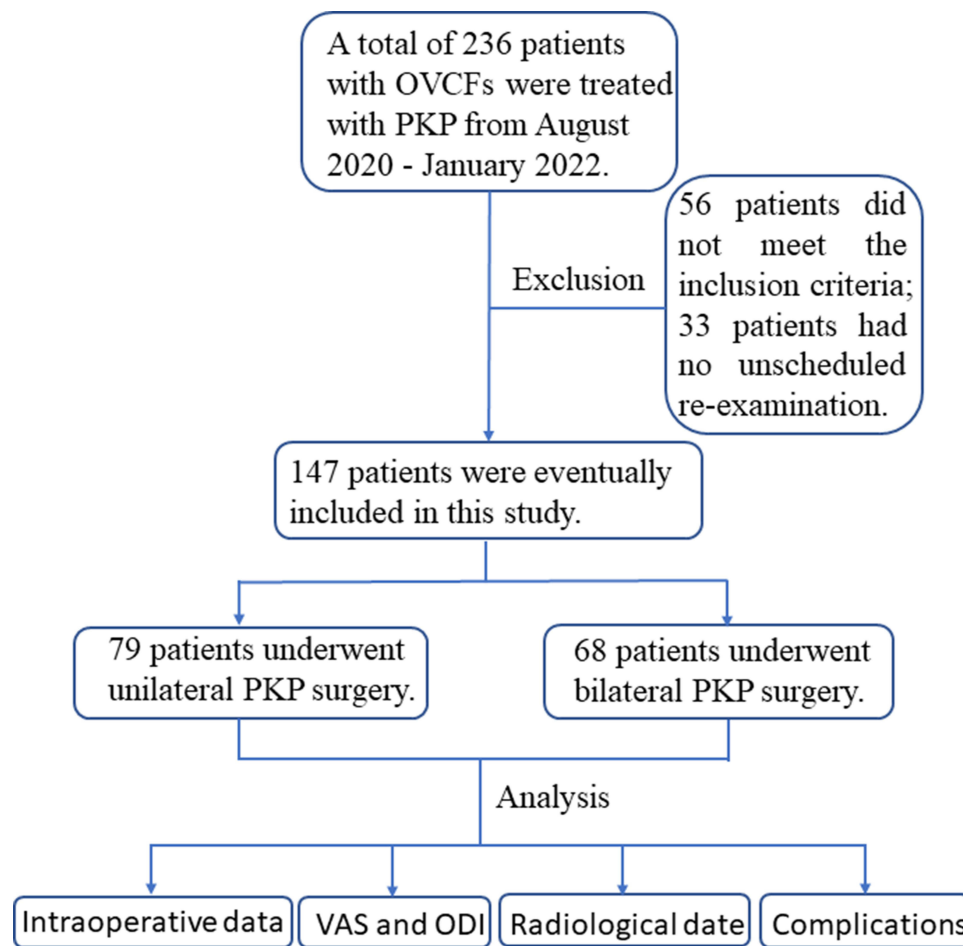 A total of 236 patients
with OVCFs were treated
with PKP from August
2020 - January 2022.
56 patients did
not meet the
inclusion criteria;
33 patients had
no unscheduled
re-examination.
Exclusion
147 patients were eventually
included in this study.
79 patients underwent
unilateral PKP surgery.
68 patients underwent
bilateral PKP surgery.
Analysis
Intraoperative data
VAS and ODI
Radiological date
Complications